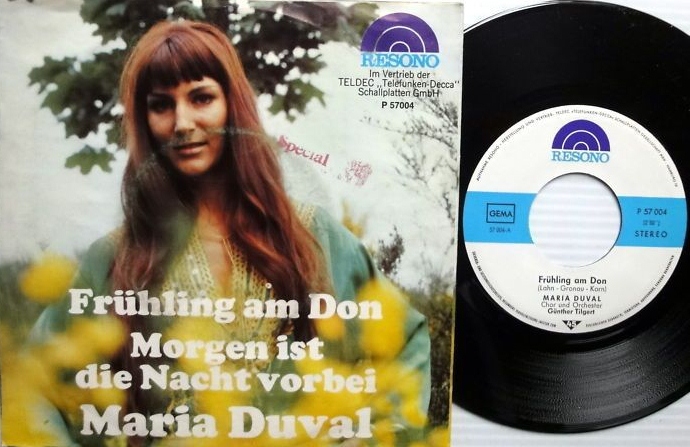 RESONO
Im Vertrieb der
TELDEC „Telefunken-Decca"
Schallplatten GmbH
P 57004
Special
Frühling am Don
Morgen ist
die Nacht vorbei
Maria Duval
RESONO
GEMA
P 57 004
STEREO
Frühling am Don
(Lahn - Gronau - Korn)
MARIA DUVAL
Chor und Orchester
Günther Tilgert
45